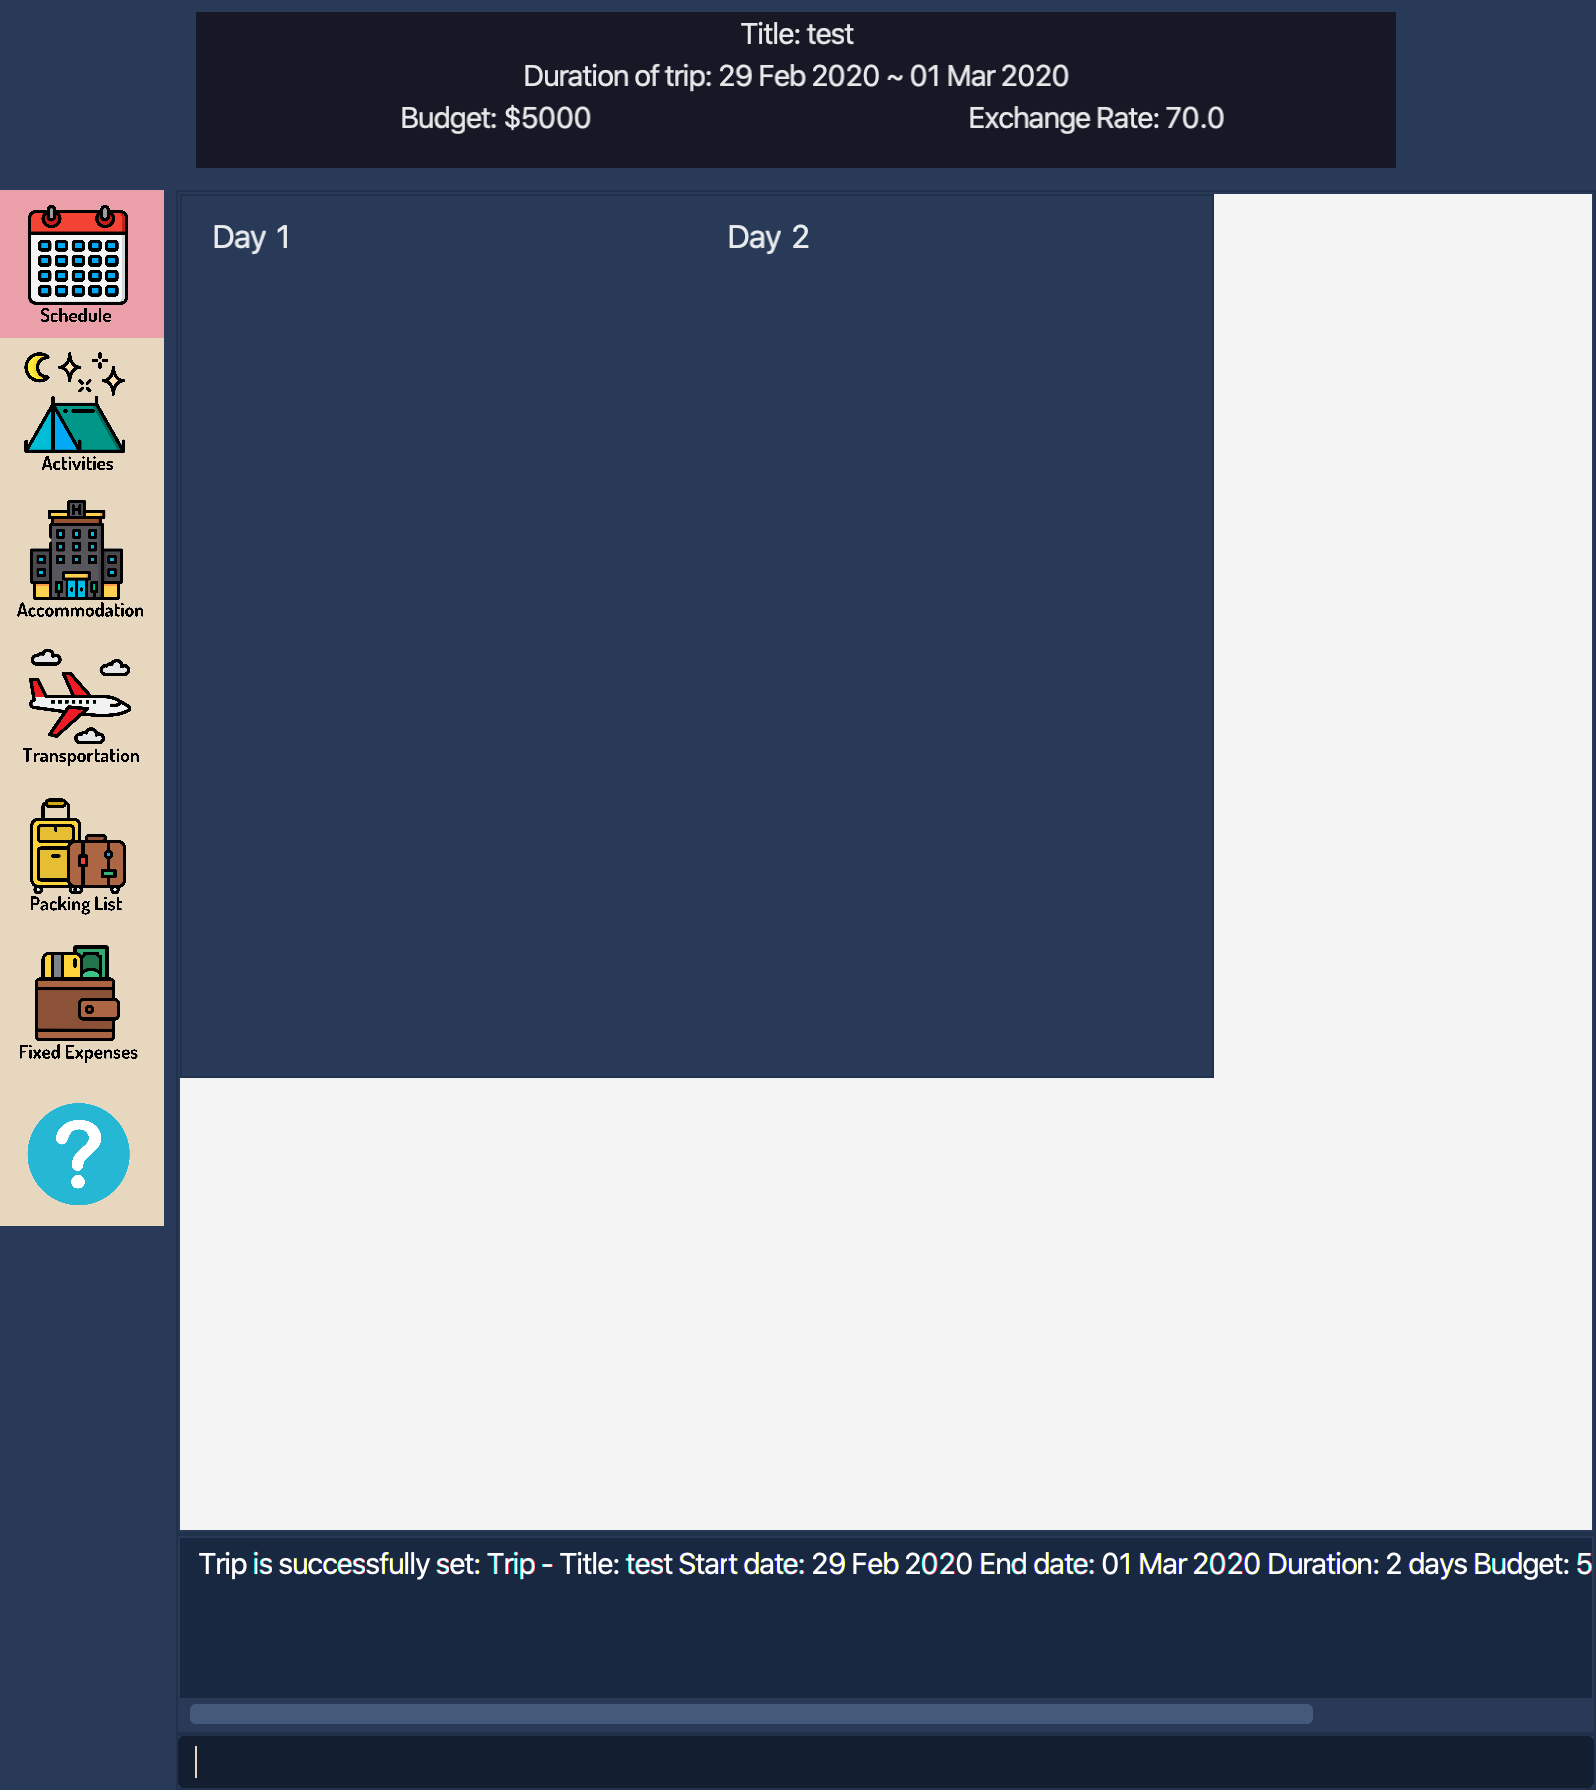 Title: test
Duration of trip: 29 Feb 2020 ~ 01 Mar 2020
Budget: $5000
Exchange Rate: 70.0
Schedule
Activities
H
Accommodation
Transportation
Packing List
Fixed Expenses
?
Day 1
Day 2
Trip is successfully set: Trip - Title: test Start date: 29 Feb 2020 End date: 01 Mar 2020 Duration: 2 days Budget: 5